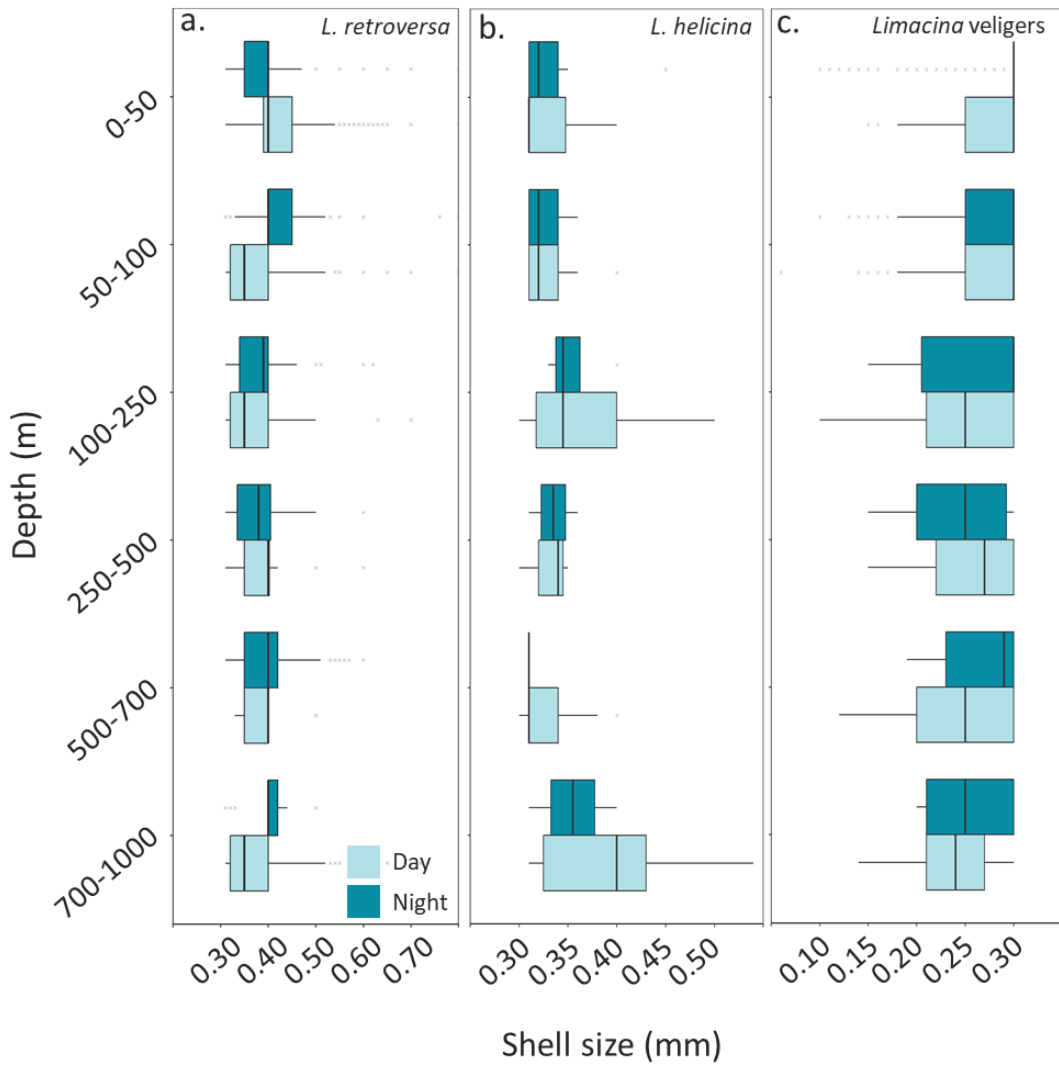 a.
L. retroversa
b.
L. helicina
c.
Limacina veligers
Depth (m)
0-50
50-100
100-250
250-500
500-700
700-1000
Day
Night
0.30
0.40
0.50
0.60
0.70
0.30
0.35
0.40
0.45
0.50
0.10
0.15
0.20
0.25
0.30
Shell size (mm)